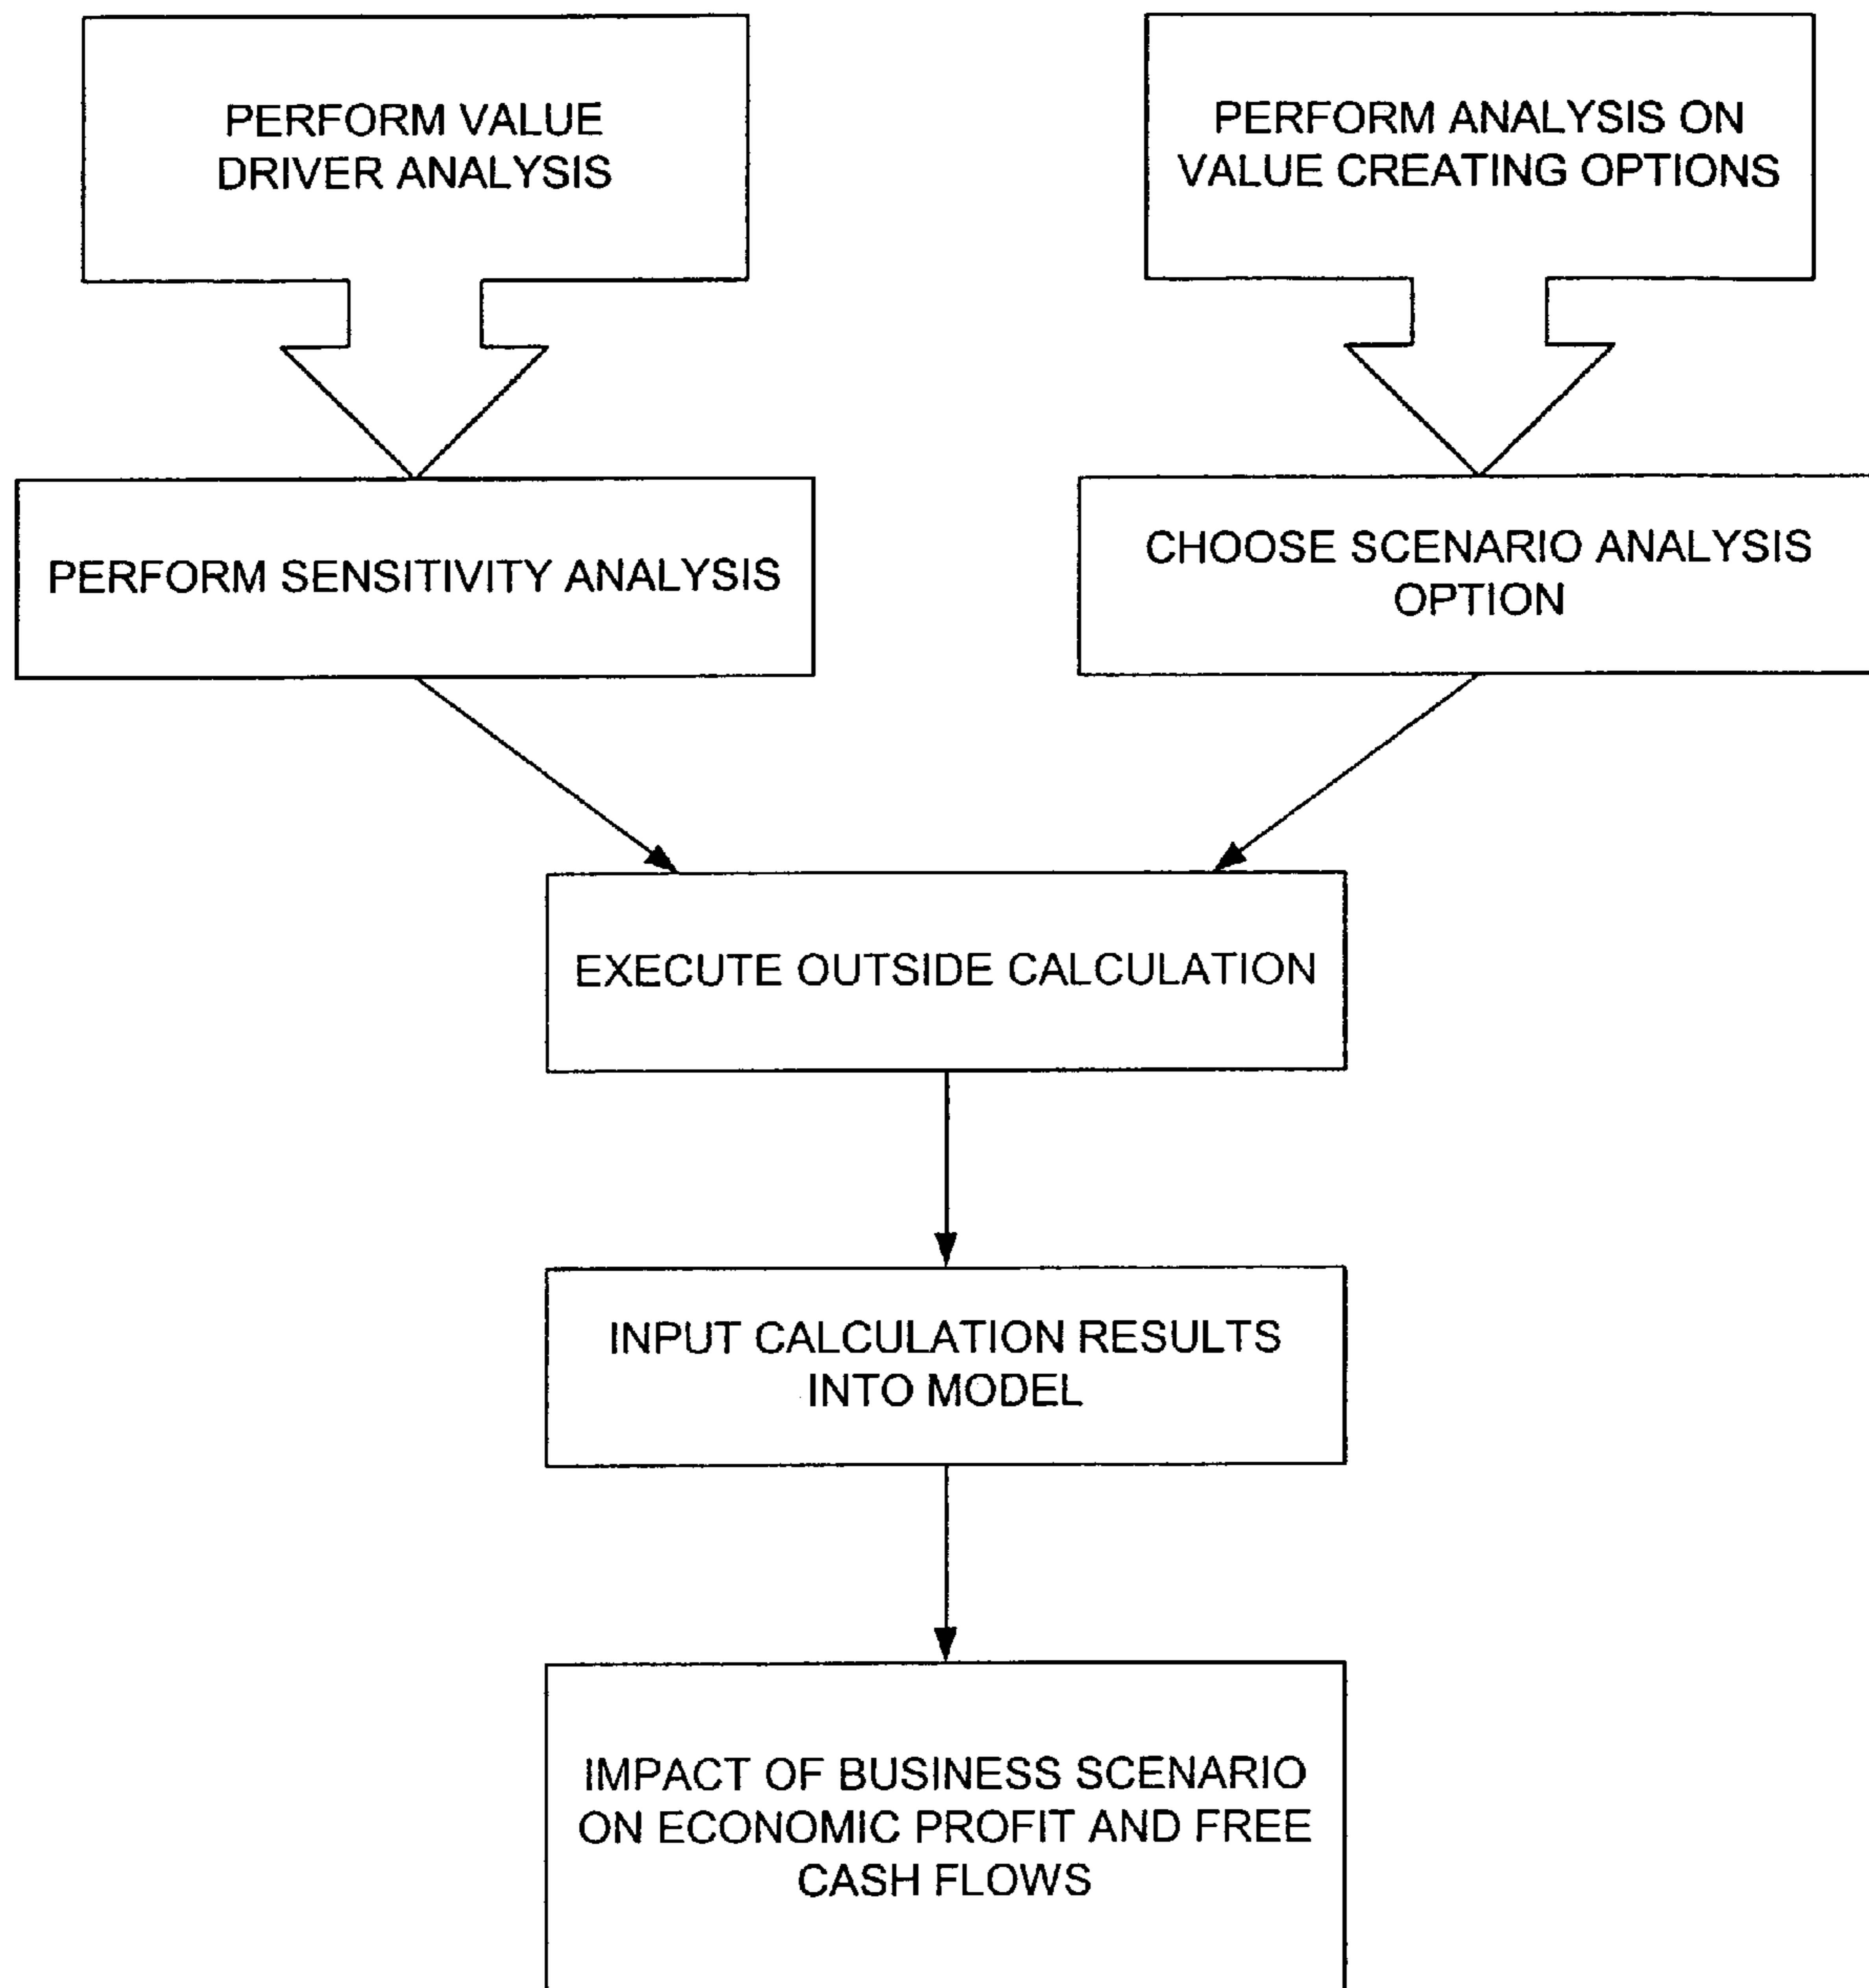 PERFORM VALUE
DRIVER ANALYSIS
PERFORM ANALYSIS ON
VALUE CREATING OPTIONS
PERFORM SENSITIVITY ANALYSIS
CHOOSE SCENARIO ANALYSIS
OPTION
EXECUTE OUTSIDE CALCULATION
INPUT CALCULATION RESULTS
INTO MODEL
IMPACT OF BUSINESS SCENARIO
ON ECONOMIC PROFIT AND FREE
CASH FLOWS